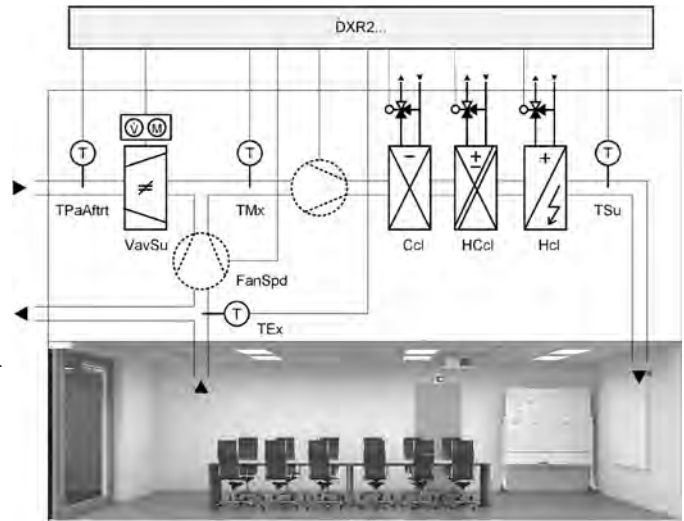 DXR2...
V M
T
T
T
≠
− + − +
TPaAftrt
VavSu
TMx
Ccl
HCcl
Hcl
TSu
FanSpd
T
TEx